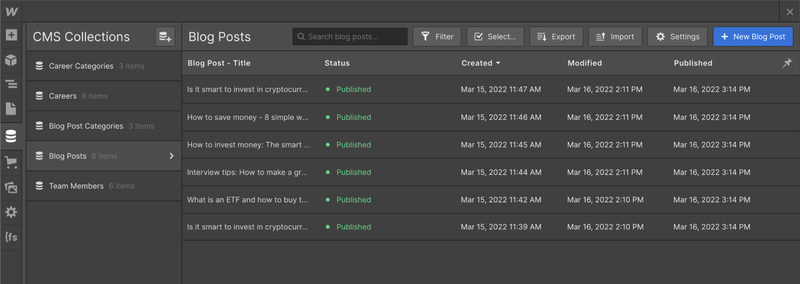 W
CMS Collections
Career Categories 3 items
Careers 6 items
Blog Post Categories 3 items
Blog Posts 6 items
Team Members 6 items
{fs
Blog Posts
Search blog posts...
Filter
Select...
Export
Import
Settings
+ New Blog Post
Blog Post - Title Status Created Modified Published
Is it smart to invest in cryptocurr... Published Mar 15, 2022 11:47 AM Mar 16, 2022 2:11 PM Mar 16, 2022 3:14 PM
How to save money - 8 simple w... Published Mar 15, 2022 11:46 AM Mar 16, 2022 2:11 PM Mar 16, 2022 3:14 PM
How to invest money: The smart ... Published Mar 15, 2022 11:45 AM Mar 16, 2022 2:11 PM Mar 16, 2022 3:14 PM
Interview tips: How to make a gr... Published Mar 15, 2022 11:44 AM Mar 16, 2022 2:11 PM Mar 16, 2022 3:14 PM
What is an ETF and how to buy t... Published Mar 15, 2022 11:42 AM Mar 16, 2022 2:10 PM Mar 16, 2022 3:14 PM
Is it smart to invest in cryptocurr... Published Mar 15, 2022 11:39 AM Mar 16, 2022 2:10 PM Mar 16, 2022 3:14 PM